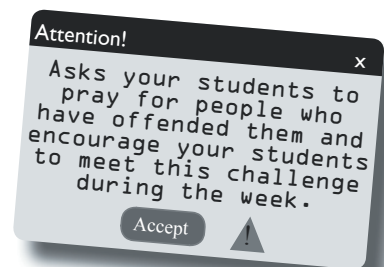 Attention!
x
Asks your students to
pray for people who
have offended them and
encourage your students
to meet this challenge
during the week.
Accept
!